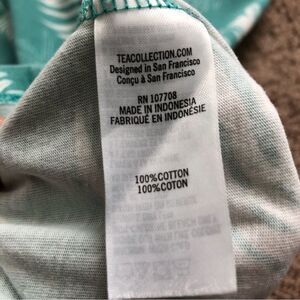 TEACOLLECTION.COM
Designed in San Francisco
Conçu à San Francisco
RN 107708
MADE IN INDONESIA
FABRIQUÉ EN INDONÉSIE
100%COTTON
100%COTON